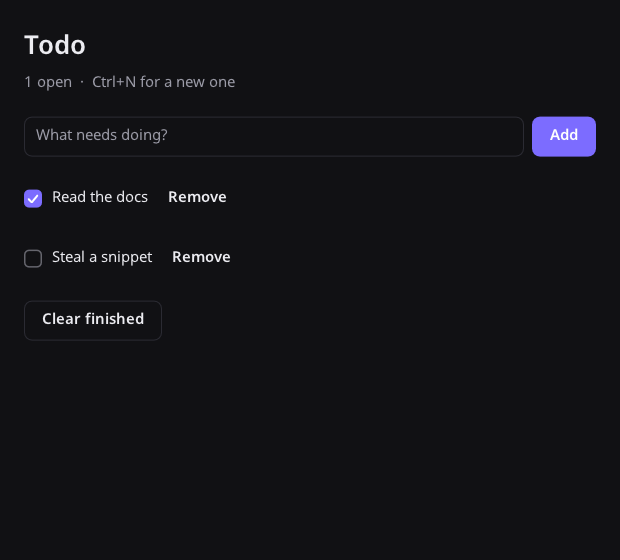 Todo
1 open · Ctrl+N for a new one
What needs doing? Add
Read the docs Remove
Steal a snippet Remove
Clear finished